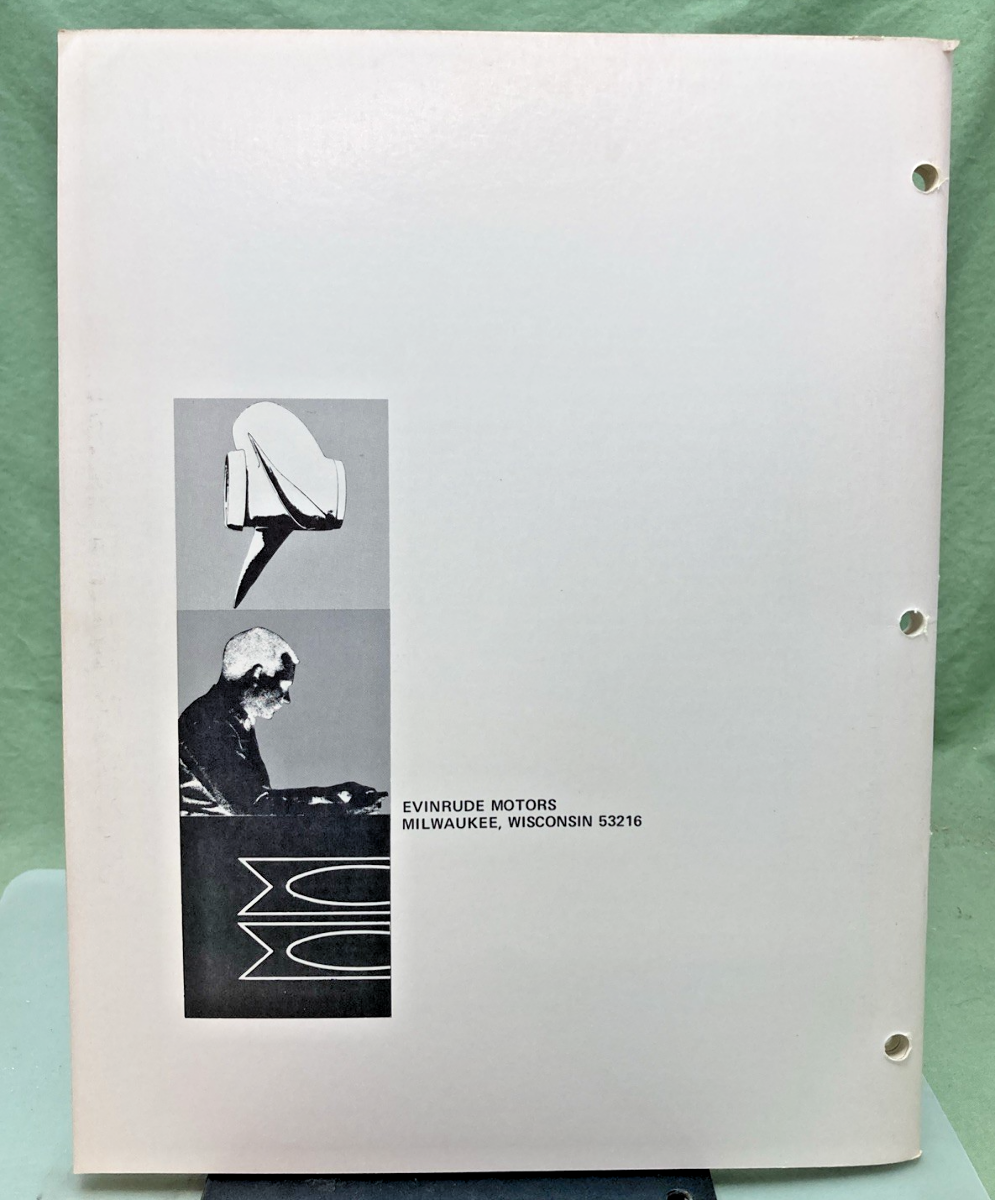 EVINRUDE MOTORS
MILWAUKEE, WISCONSIN 53216